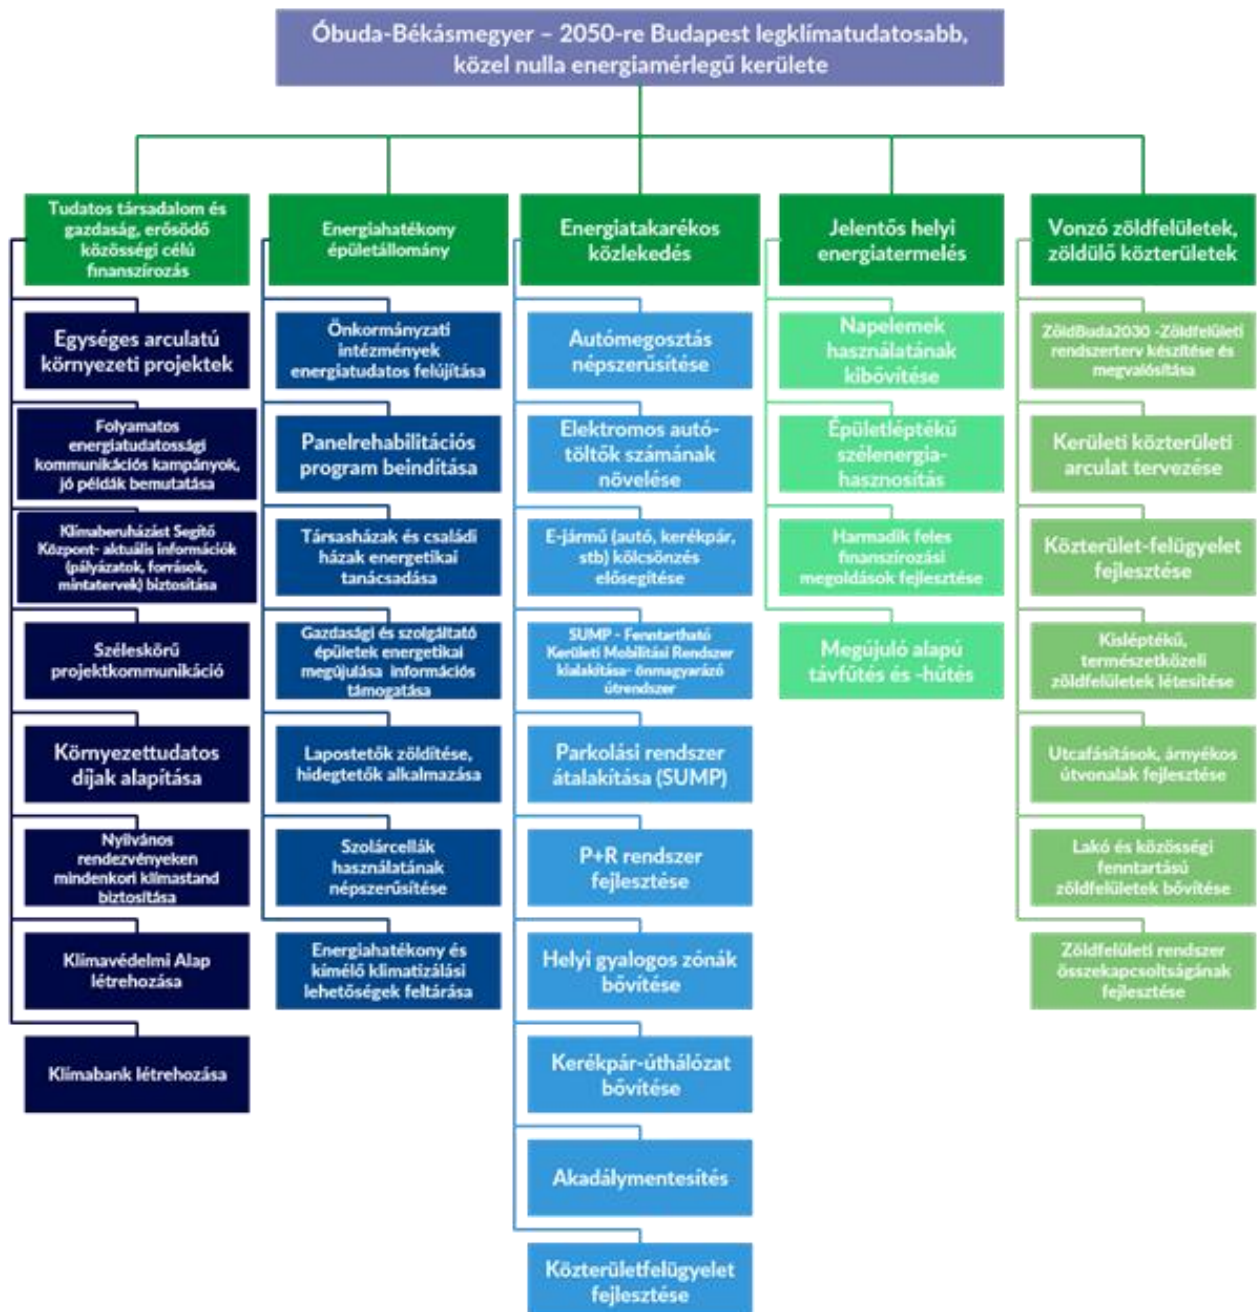 Óbuda-Békásmegyer – 2050-re Budapest legklímatudatosabb,
közel nulla energiamérlegű kerülete
Tudatos társadalom és
gazdaság, erősödő
közösségi célú
finanszírozás
Egységes arculatú
környezeti projektek
Folyamatos
energiatudatossági
kommunikációs kampányok,
jó példák bemutatása
Klímaberuházást Segítő
Központ- aktuális információk
(pályázatok, források,
mintatervek) biztosítása
Széleskörű
projektkommunikáció
Környezettudatos
díjak alapítása
Nyilvános
rendezvényeken
mindenkori klímastand
biztosítása
Klímavédelmi Alap
létrehozása
Klímabank létrehozása
Energiahatékony
épületállomány
Önkormányzati
intézmények
energiatudatos felújítása
Panelrehabilitációs
program beindítása
Társasházak és családi
házak energetikai
tanácsadása
Gazdasági és szolgáltató
épületek energetikai
megújulása információs
támogatása
Lapostetők zöldítése,
hidegtetők alkalmazása
Szolárcellák
használatának
népszerűsítése
Energiahatékony és
kímélő klimatizálási
lehetőségek feltárása
Energiatakarékos
közlekedés
Autómegosztás
népszerűsítése
Elektromos autó-
töltők számának
növelése
E-jármű (autó, kerékpár,
stb) kölcsönzés
elősegítése
SUMP - Fenntartható
Kerületi Mobilitási Rendszer
kialakítása- önmagyarázó
útrendszer
Parkolási rendszer
átalakítása (SUMP)
P+R rendszer
fejlesztése
Helyi gyalogos zónák
bővítése
Kerékpár-úthálózat
bővítése
Akadálymentesítés
Közterületfelügyelet
fejlesztése
Jelentős helyi
energiatermelés
Napelemek
használatának
kibővítése
Épületléptékű
szélenergia-
hasznosítás
Harmadik feles
finanszírozási
megoldások fejlesztése
Megújuló alapú
távfűtés és -hűtés
Vonzó zöldfelületek,
zöldülő közterületek
ZöldBuda2030 -Zöldfelületi
rendszerterv készítése és
megvalósítása
Kerületi közterületi
arculat tervezése
Közterület-felügyelet
fejlesztése
Kisléptékű,
természetközeli
zöldfelületek létesítése
Utcafásítások, árnyékos
útvonalak fejlesztése
Lakó és közösségi
fenntartású
zöldfelületek bővítése
Zöldfelületi rendszer
összekapcsoltságának
fejlesztése